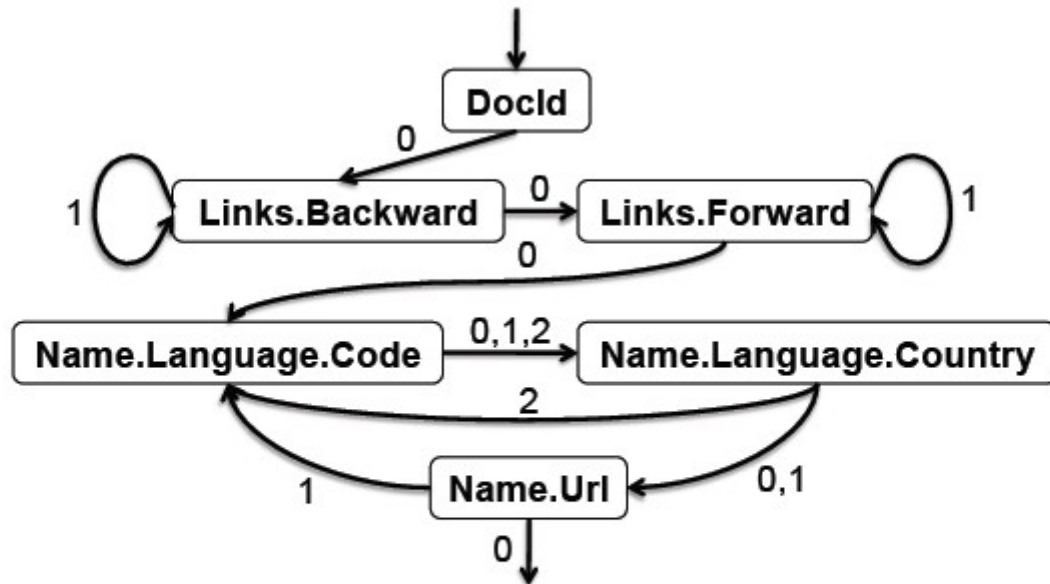 DocId
0
1 Links.Backward 0 Links.Forward 1
0
Name.Language.Code 0,1,2 Name.Language.Country
2
1 Name.Url 0,1
0